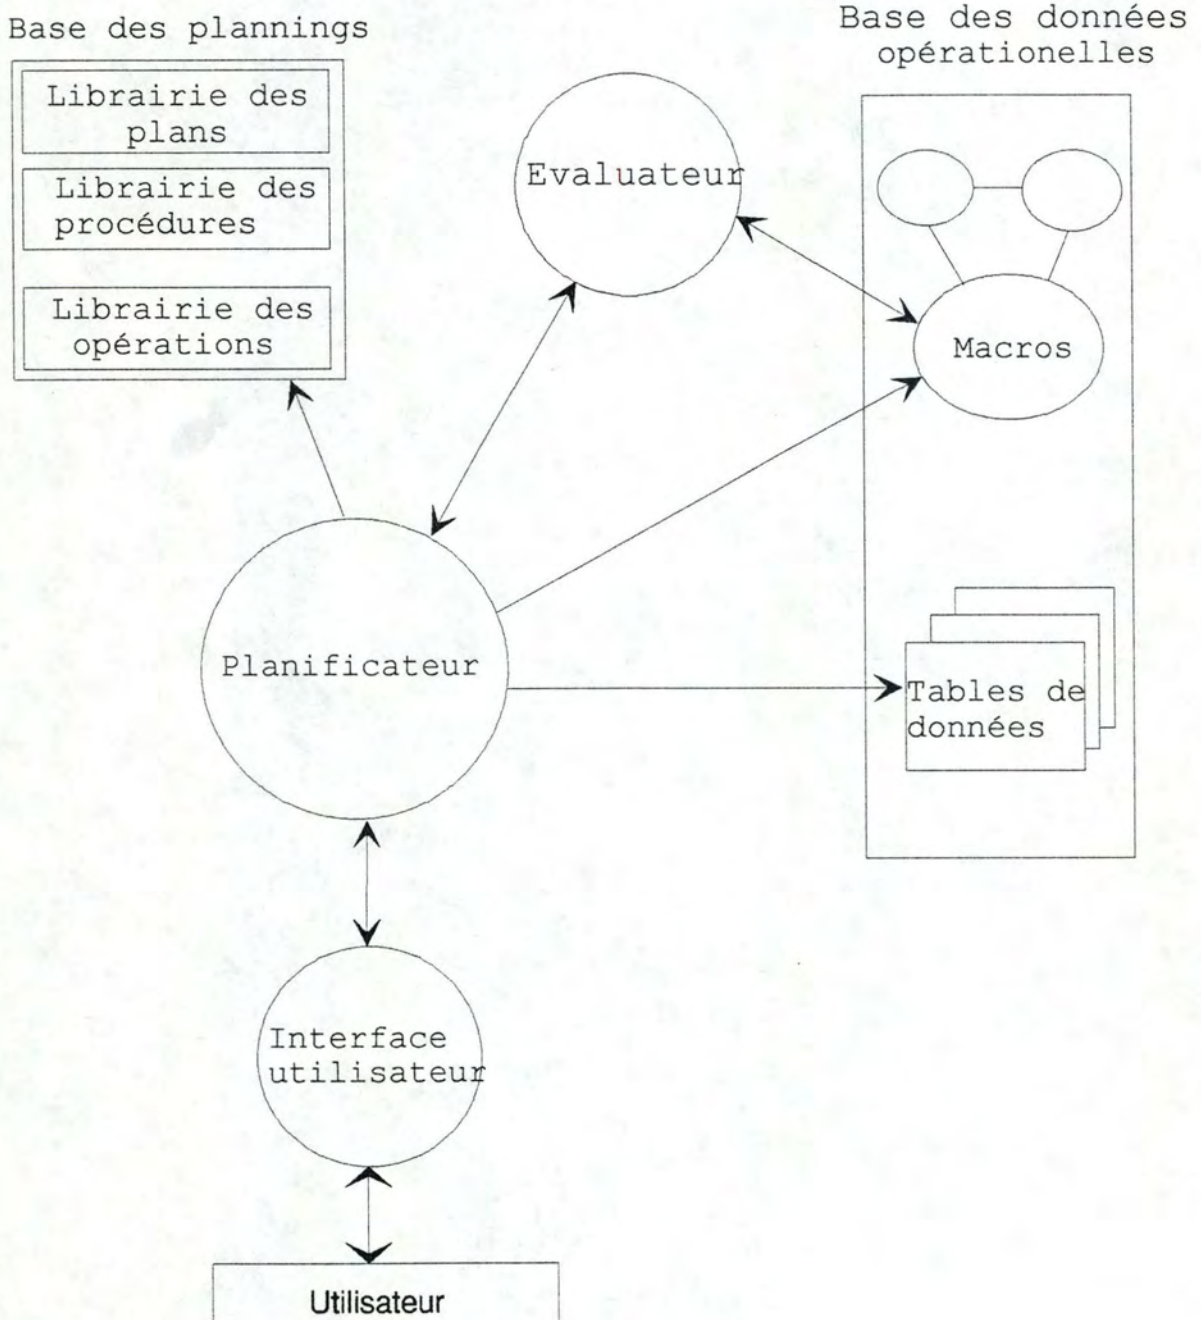 Base des plannings
Librairie des
plans
Librairie des
procédures
Librairie des
opérations
Evaluateur
Base des données
opérationelles
Macros
Planificateur
Tables de
données
Interface
utilisateur
Utilisateur